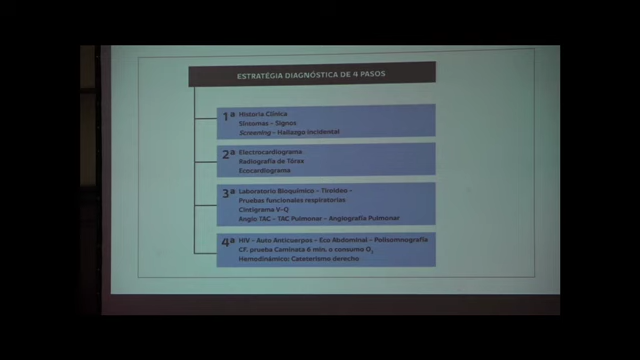 ESTRATÉGIA DIAGNÓSTICA DE 4 PASOS
1ª
Historia Clínica
Síntomas - Signos
Screening - Hallazgo incidental
2ª
Electrocardiograma
Radiografía de Tórax
Ecocardiograma
3ª
Laboratorio Bioquímico - Tiroideo -
Pruebas funcionales respiratorias
Cintigrama V-Q
Angio TAC - TAC Pulmonar - Angiografía Pulmonar
4ª
HIV - Auto Anticuerpos - Eco Abdominal - Polisomnografía
CF. prueba Caminata 6 min. o consumo O₂
Hemodinámico: Cateterismo derecho